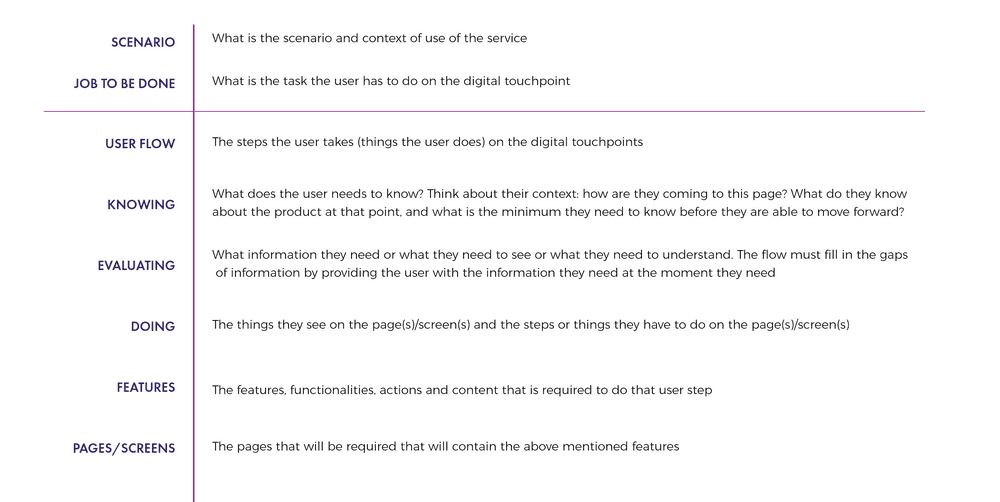 SCENARIO
What is the scenario and context of use of the service
JOB TO BE DONE
What is the task the user has to do on the digital touchpoint
USER FLOW
The steps the user takes (things the user does) on the digital touchpoints
KNOWING
What does the user needs to know? Think about their context: how are they coming to this page? What do they know
about the product at that point, and what is the minimum they need to know before they are able to move forward?
EVALUATING
What information they need or what they need to see or what they need to understand. The flow must fill in the gaps
of information by providing the user with the information they need at the moment they need
DOING
The things they see on the page(s)/screen(s) and the steps or things they have to do on the page(s)/screen(s)
FEATURES
The features, functionalities, actions and content that is required to do that user step
PAGES/SCREENS
The pages that will be required that will contain the above mentioned features